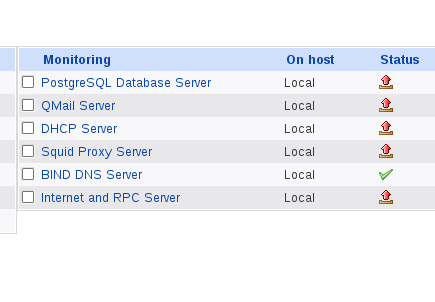 Monitoring On host Status
PostgreSQL Database Server Local
QMail Server Local
DHCP Server Local
Squid Proxy Server Local
BIND DNS Server Local
Internet and RPC Server Local